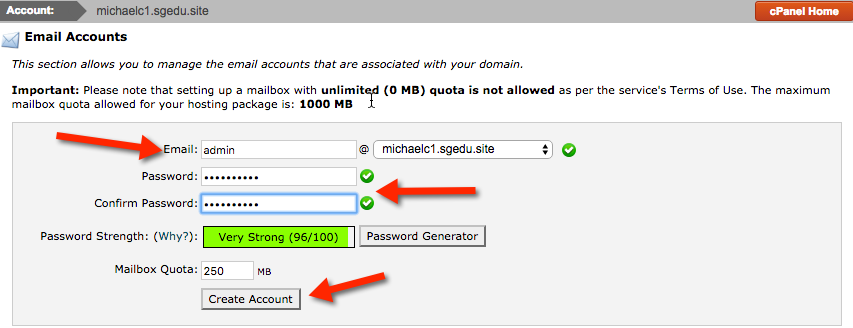 Account: michaelc1.sgedu.site cPanel Home
Email Accounts
This section allows you to manage the email accounts that are associated with your domain.
Important: Please note that setting up a mailbox with unlimited (0 MB) quota is not allowed as per the service's Terms of Use. The maximum
mailbox quota allowed for your hosting package is: 1000 MB
Email: admin @ michaelc1.sgedu.site
Password: ••••••••••
Confirm Password: ••••••••••
Password Strength: (Why?): Very Strong (96/100) Password Generator
Mailbox Quota: 250 MB
Create Account